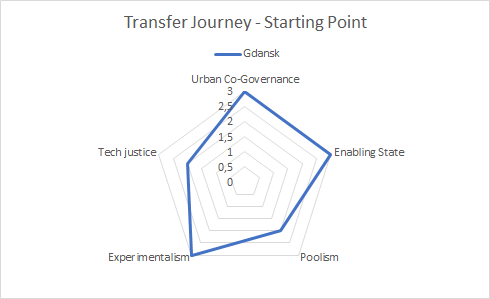 Transfer Journey - Starting Point
Gdansk
Urban Co-Governance
3
2,5
2
1,5
1
0,5
0
Tech justice
Enabling State
Experimentalism
Poolism